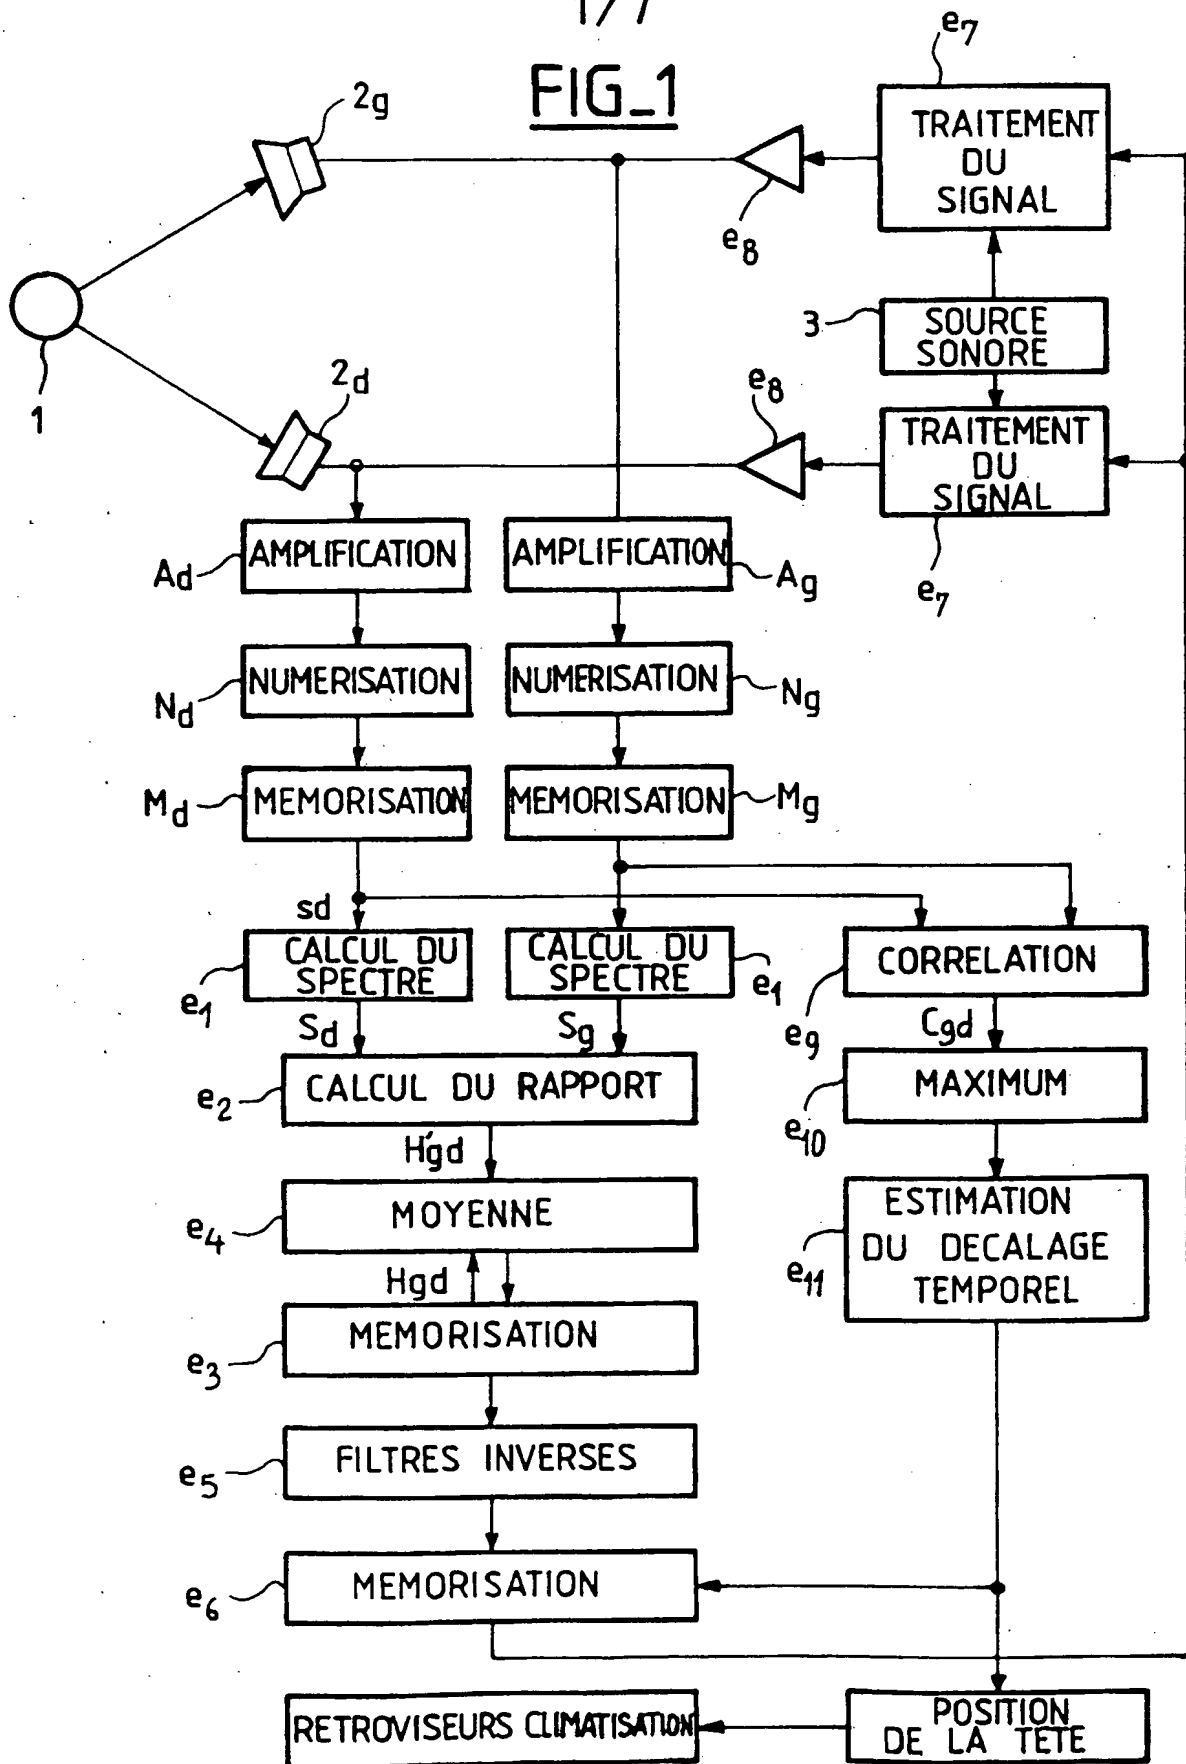 1/7
FIG_1
e7
2g
TRAITEMENT
DU
SIGNAL
e8
3
SOURCE
SONORE
1
2d
e8
TRAITEMENT
DU
SIGNAL
e7
Ad
AMPLIFICATION
AMPLIFICATION
Ag
Nd
NUMERISATION
NUMERISATION
Ng
Md
MEMORISATION
MEMORISATION
Mg
sd
e1
CALCUL DU
SPECTRE
CALCUL DU
SPECTRE
e1
CORRELATION
e9
Sd
Sg
Cgd
e2
CALCUL DU RAPPORT
MAXIMUM
e10
H'gd
e4
MOYENNE
ESTIMATION
DU DECALAGE
TEMPOREL
e11
Hgd
e3
MEMORISATION
e5
FILTRES INVERSES
e6
MEMORISATION
RETROVISEURS CLIMATISATION
POSITION
DE LA TETE